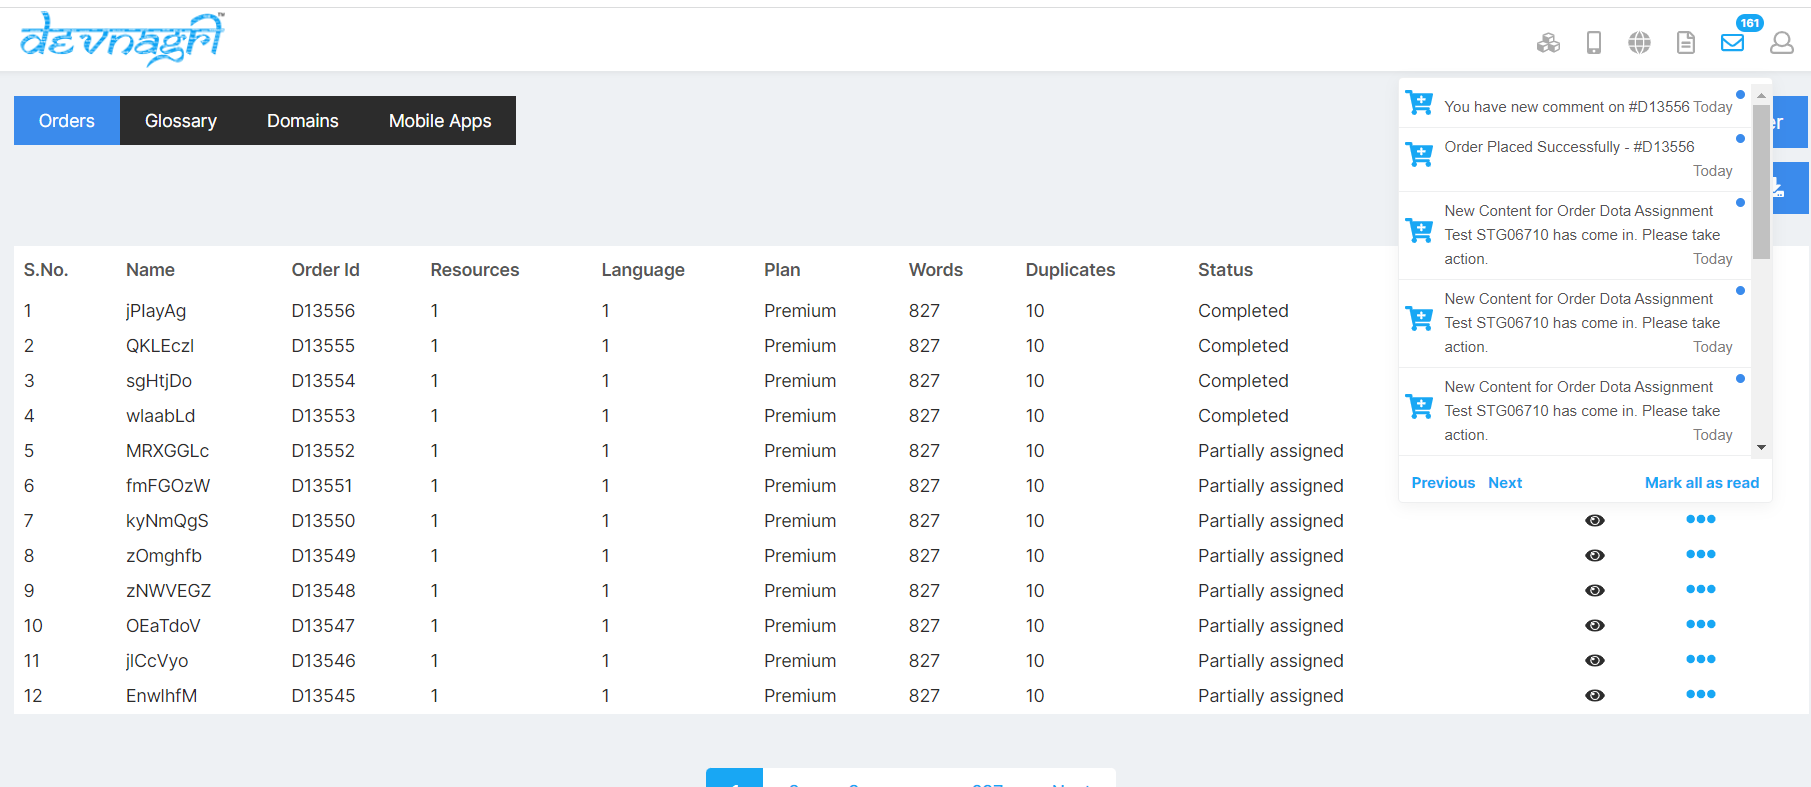 devnagri™
161
Orders Glossary Domains Mobile Apps
You have new comment on #D13556 Today
Order Placed Successfully - #D13556
Today
New Content for Order Dota Assignment
Test STG06710 has come in. Please take
action. Today
New Content for Order Dota Assignment
Test STG06710 has come in. Please take
action. Today
New Content for Order Dota Assignment
Test STG06710 has come in. Please take
action. Today
Previous Next Mark all as read
S.No. Name Order Id Resources Language Plan Words Duplicates Status
1 jPIayAg D13556 1 1 Premium 827 10 Completed
2 QKLEczI D13555 1 1 Premium 827 10 Completed
3 sgHtjDo D13554 1 1 Premium 827 10 Completed
4 wIaabLd D13553 1 1 Premium 827 10 Completed
5 MRXGGLc D13552 1 1 Premium 827 10 Partially assigned
6 fmFGOzW D13551 1 1 Premium 827 10 Partially assigned
7 kyNmQgS D13550 1 1 Premium 827 10 Partially assigned
8 zOmghfb D13549 1 1 Premium 827 10 Partially assigned
9 zNWVEGZ D13548 1 1 Premium 827 10 Partially assigned
10 OEaTdoV D13547 1 1 Premium 827 10 Partially assigned
11 jlCcVyo D13546 1 1 Premium 827 10 Partially assigned
12 EnwIhfM D13545 1 1 Premium 827 10 Partially assigned